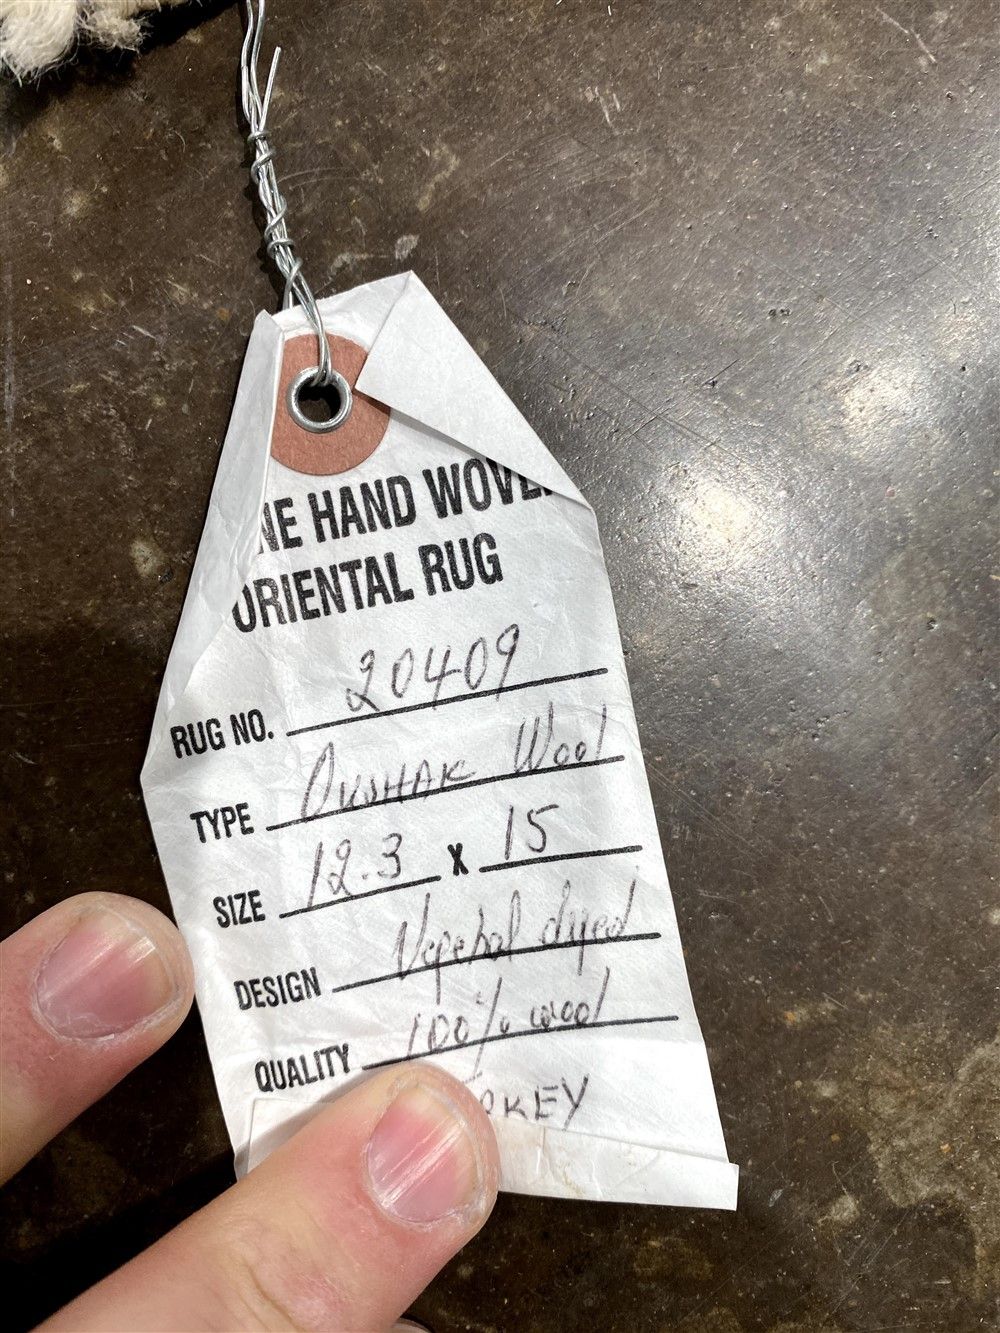 NE HAND WOVE
ORIENTAL RUG
RUG NO. 20409
TYPE Oushak Wool
SIZE 12.3 X 15
DESIGN Vegetal dyed
QUALITY 100% wool
RKEY